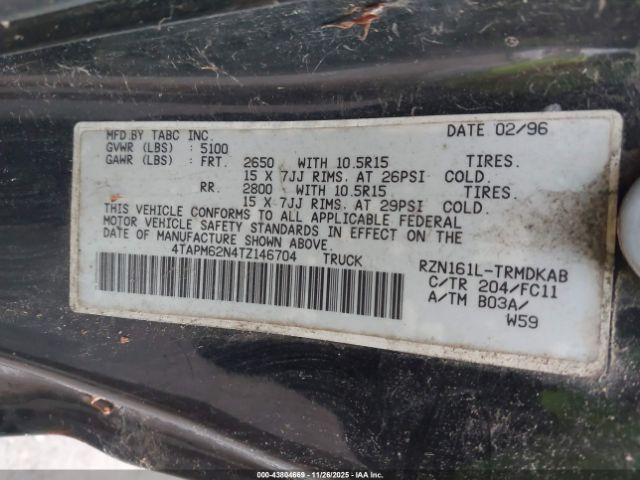 MFD.BY TABC INC. DATE 02/96
GVWR (LBS) : 5100
GAWR (LBS) : FRT. 2650 WITH 10.5R15 TIRES.
15 X 7JJ RIMS. AT 26PSI COLD.
RR. 2800 WITH 10.5R15 TIRES.
15 X 7JJ RIMS. AT 29PSI COLD.
THIS VEHICLE CONFORMS TO ALL APPLICABLE FEDERAL
MOTOR VEHICLE SAFETY STANDARDS IN EFFECT ON THE
DATE OF MANUFACTURE SHOWN ABOVE.
4TAPM62N4TZ146704 TRUCK RZN161L-TRMDKAB
C/TR 204/FC11
A/TM B03A/
W59
000-43804669 11/26/2025 - IAAI.COM